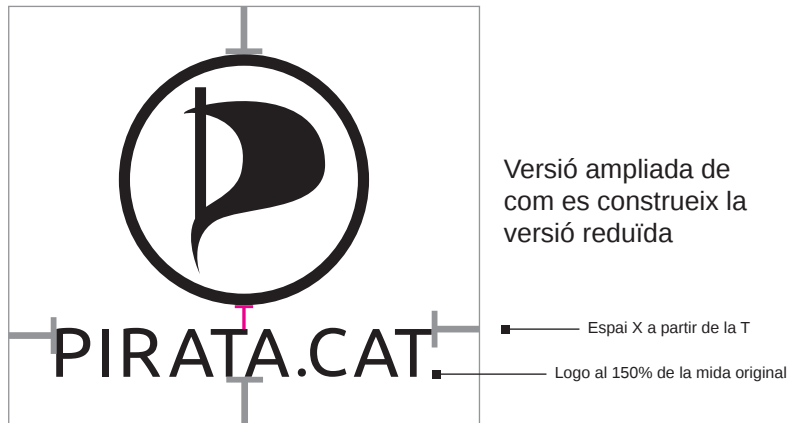 Versió ampliada de
com es construeix la
versió reduïda
PIRATA.CAT
Espai X a partir de la T
Logo al 150% de la mida original